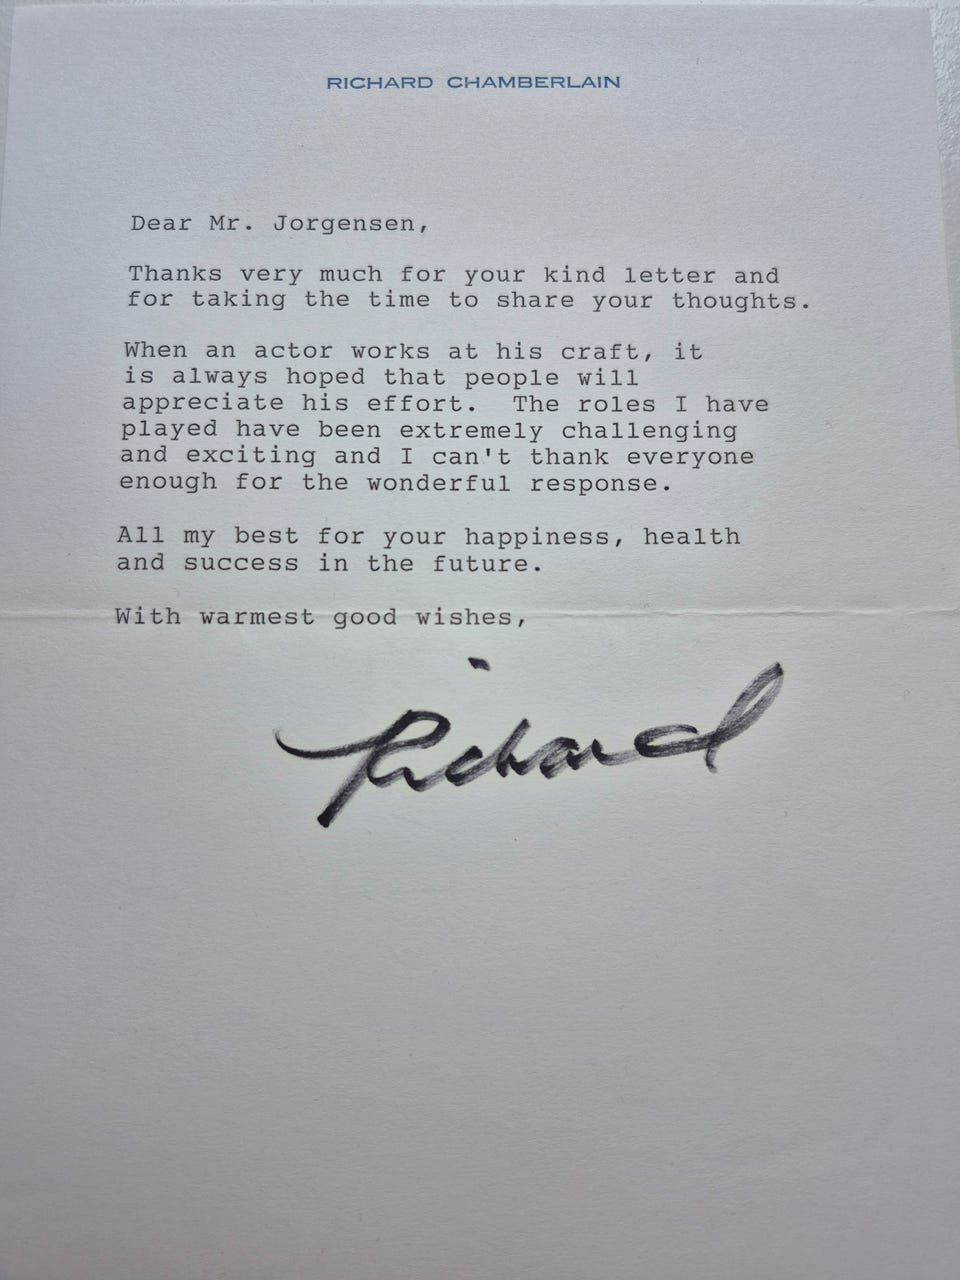 RICHARD CHAMBERLAIN
Dear Mr. Jorgensen,
Thanks very much for your kind letter and
for taking the time to share your thoughts.
When an actor works at his craft, it
is always hoped that people will
appreciate his effort.  The roles I have
played have been extremely challenging
and exciting and I can't thank everyone
enough for the wonderful response.
All my best for your happiness, health
and success in the future.
With warmest good wishes,
Richard